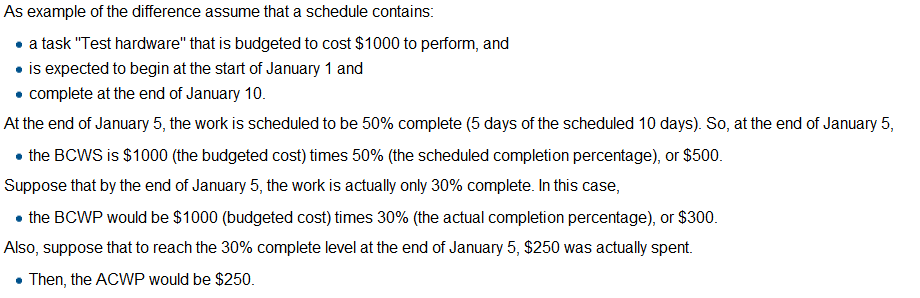 As example of the difference assume that a schedule contains:
• a task "Test hardware" that is budgeted to cost $1000 to perform, and
• is expected to begin at the start of January 1 and
• complete at the end of January 10.
At the end of January 5, the work is scheduled to be 50% complete (5 days of the scheduled 10 days). So, at the end of January 5,
• the BCWS is $1000 (the budgeted cost) times 50% (the scheduled completion percentage), or $500.
Suppose that by the end of January 5, the work is actually only 30% complete. In this case,
• the BCWP would be $1000 (budgeted cost) times 30% (the actual completion percentage), or $300.
Also, suppose that to reach the 30% complete level at the end of January 5, $250 was actually spent.
• Then, the ACWP would be $250.